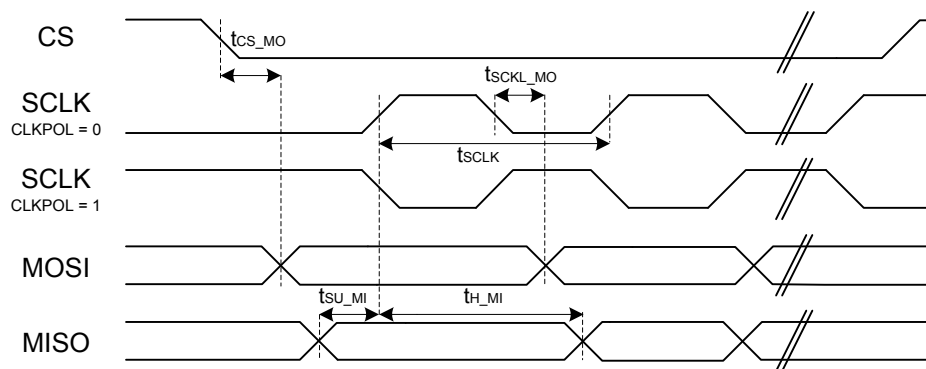 CS
tCS_MO
tSCKL_MO
SCLK
CLKPOL = 0
tSCLK
SCLK
CLKPOL = 1
MOSI
tSU_MI
tH_MI
MISO